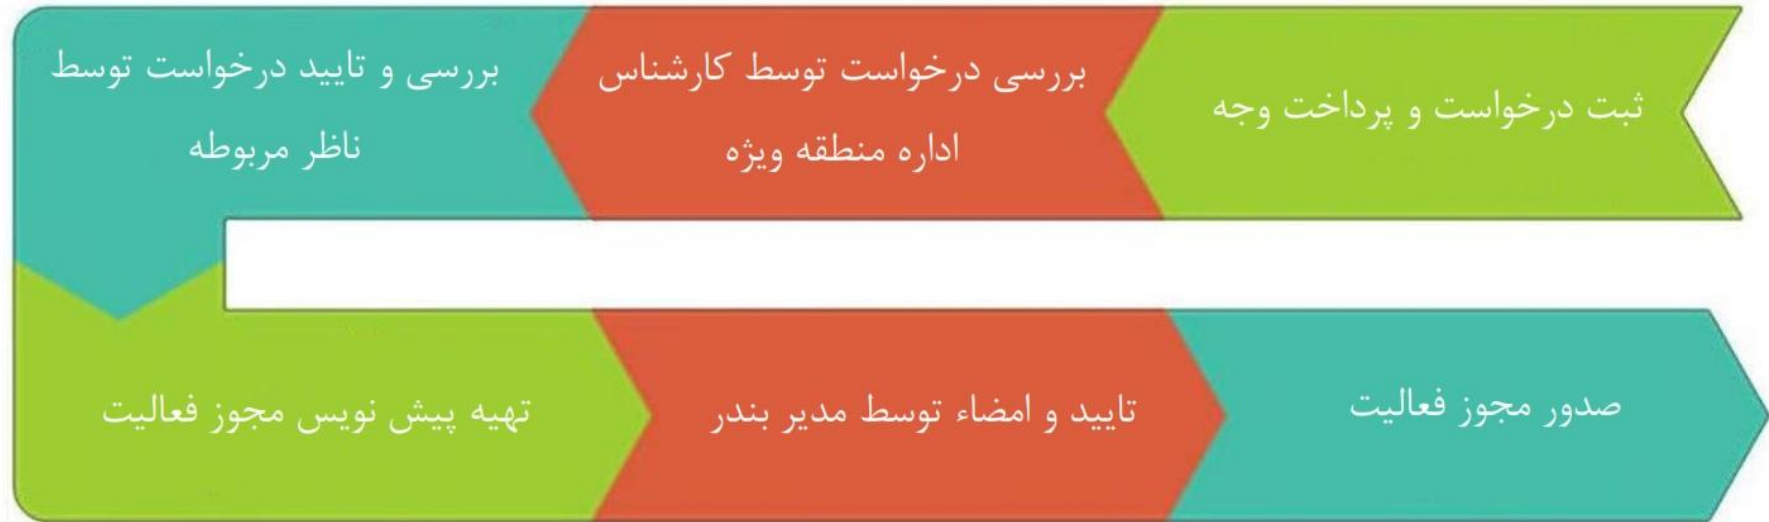 ثبت درخواست و پرداخت وجه
بررسی درخواست توسط کارشناس
اداره منطقه ویژه
بررسی و تایید درخواست توسط
ناظر مربوطه
تهیه پیش نویس مجوز فعالیت
تایید و امضاء توسط مدیر بندر
صدور مجوز فعالیت